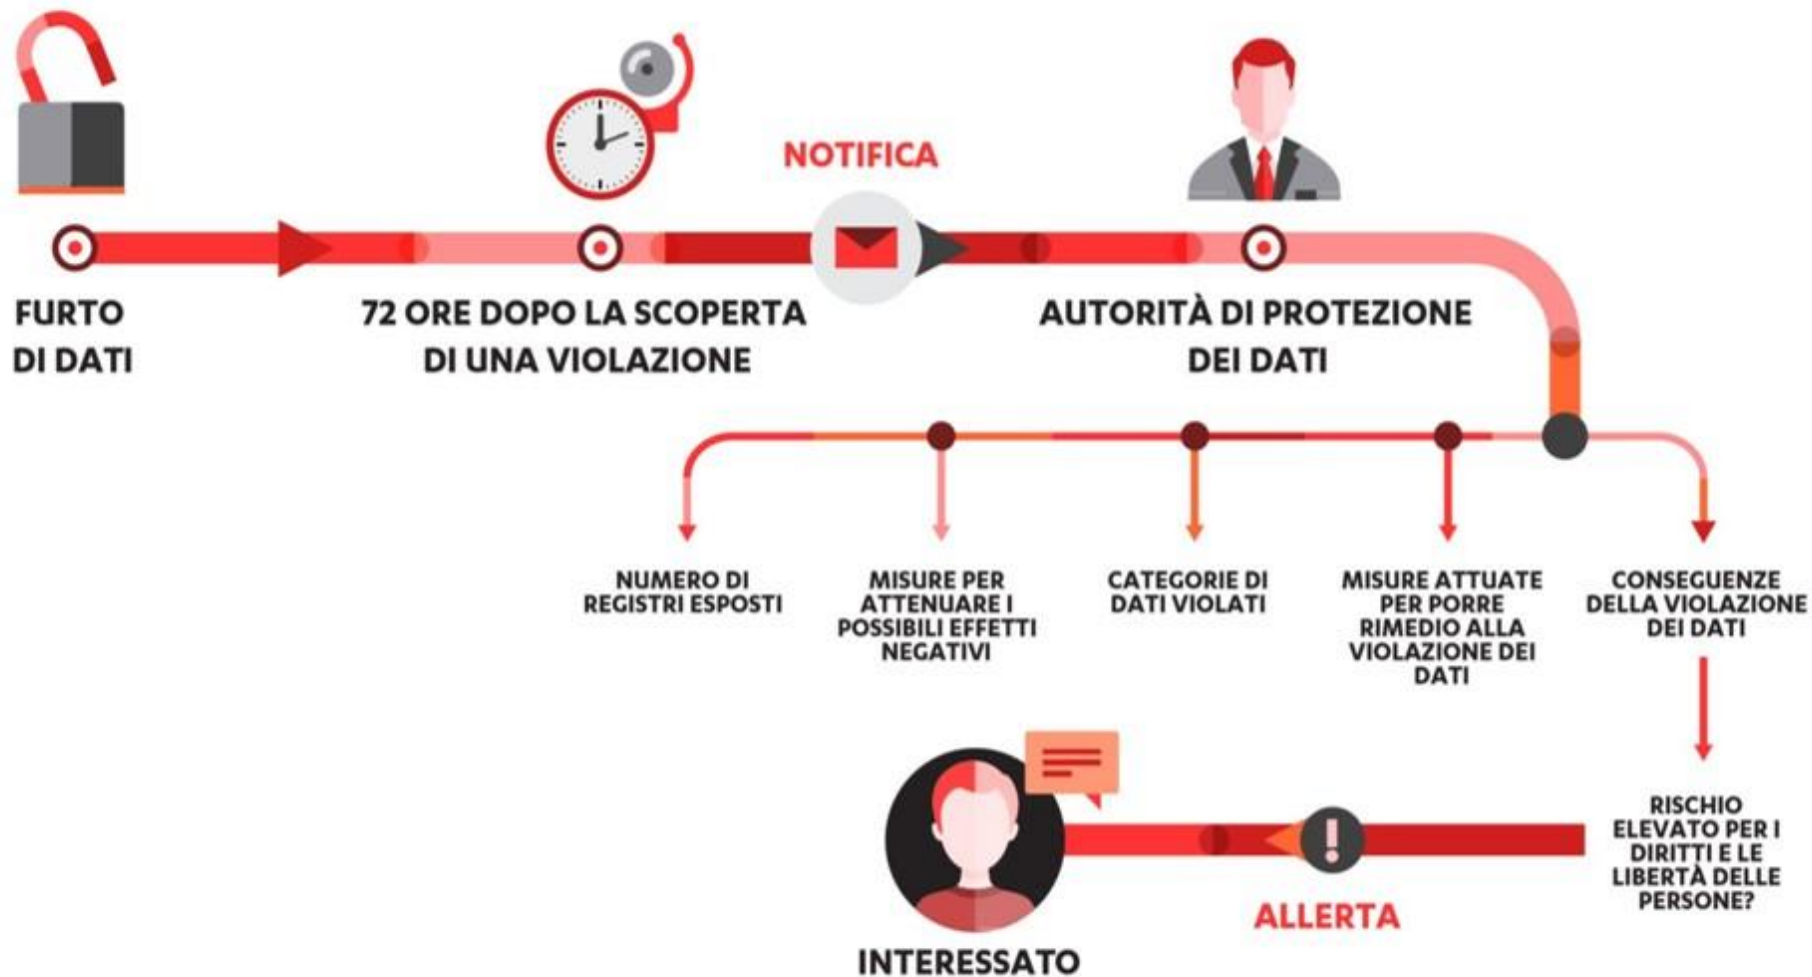 NOTIFICA
FURTO
DI DATI
72 ORE DOPO LA SCOPERTA
DI UNA VIOLAZIONE
AUTORITÀ DI PROTEZIONE
DEI DATI
NUMERO DI
REGISTRI ESPOSTI
MISURE PER
ATTENUARE I
POSSIBILI EFFETTI
NEGATIVI
CATEGORIE DI
DATI VIOLATI
MISURE ATTUATE
PER PORRE
RIMEDIO ALLA
VIOLAZIONE DEI
DATI
CONSEGUENZE
DELLA VIOLAZIONE
DEI DATI
RISCHIO
ELEVATO PER I
DIRITTI E LE
LIBERTÀ DELLE
PERSONE?
!
ALLERTA
INTERESSATO